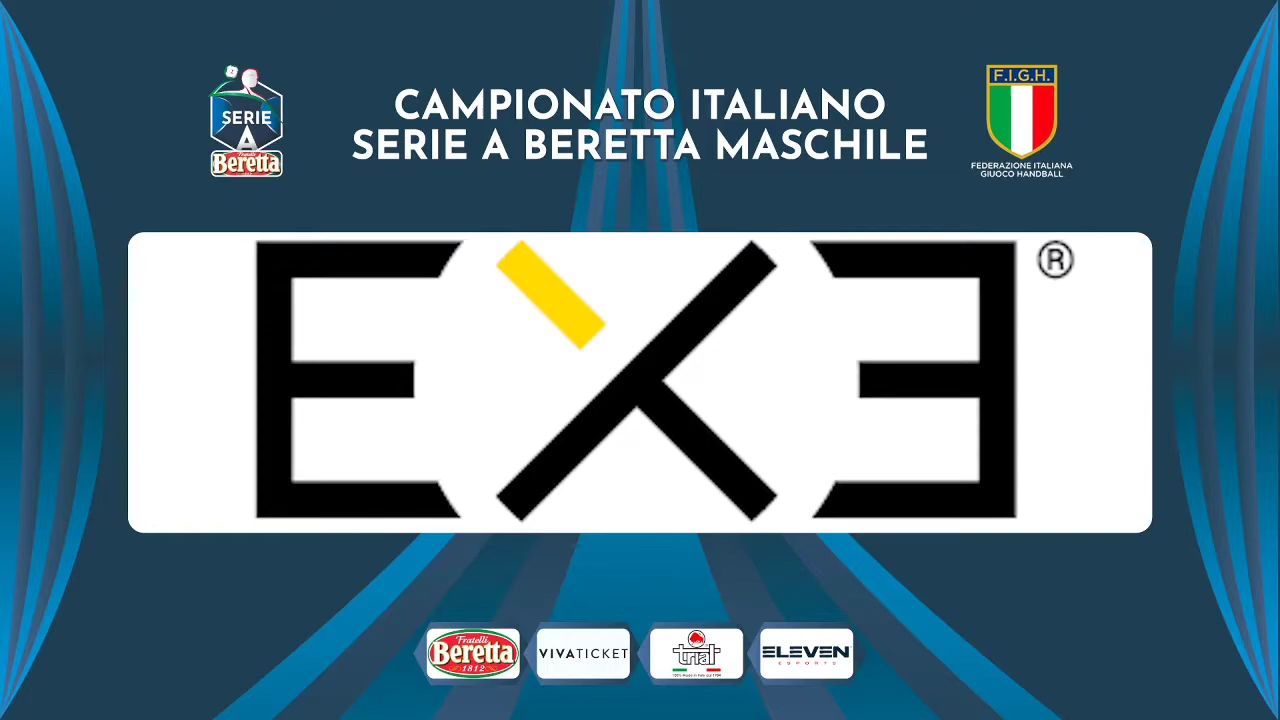 CAMPIONATO ITALIANO
SERIE A BERETTA MASCHILE
SERIE
A
Fratelli
Beretta
F.I.G.H.
FEDERAZIONE ITALIANA
GIUOCO HANDBALL
EXE ®
Fratelli
Beretta
1812
VIVATICKET
trial
ELEVEN
ESPORTS